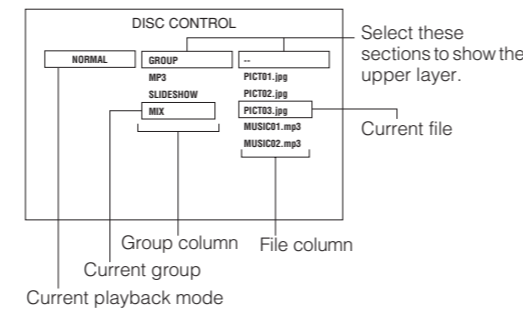 DISC CONTROL
Select these
sections to show the
upper layer.
NORMAL
GROUP
--
MP3
PICT01.jpg
SLIDESHOW
PICT02.jpg
MIX
PICT03.jpg
Current file
MUSIC01.mp3
MUSIC02.mp3
Group column
File column
Current group
Current playback mode